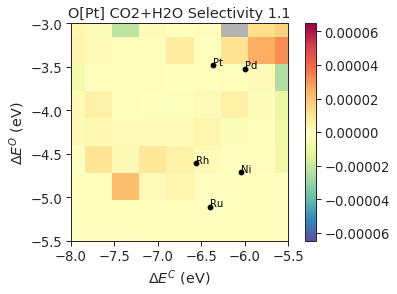 O[Pt] CO2+H2O Selectivity 1.1
−3.0
−3.5
−4.0
−4.5
−5.0
−5.5
ΔE^O (eV)
Pt
Pd
Rh
Ni
Ru
−8.0 −7.5 −7.0 −6.5 −6.0 −5.5
ΔE^C (eV)
0.00006
0.00004
0.00002
0.00000
−0.00002
−0.00004
−0.00006